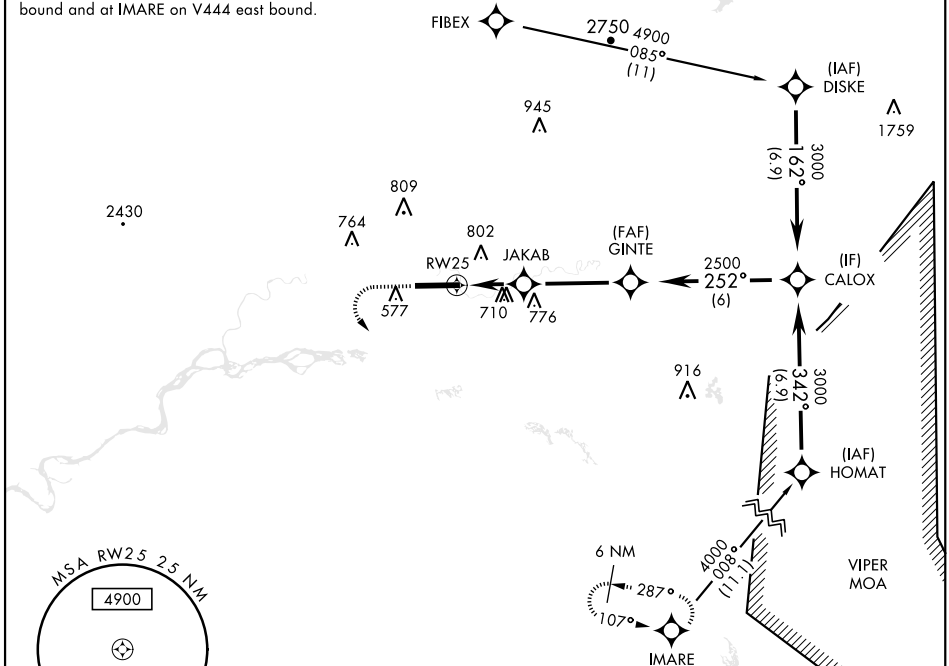 bound and at IMARE on V444 east bound.
FIBEX
2750
4900
085°
(11)
(IAF)
DISKE
945
1759
3000
162°
(6.9)
2430
809
764
802
(FAF)
GINTE
JAKAB
RW25
2500
252°
(6)
(IF)
CALOX
577
710
776
916
3000
342°
(6.9)
(IAF)
HOMAT
4000
008°
(11.1)
6 NM
287°
107°
IMARE
VIPER
MOA
MSA RW25 25 NM
4900